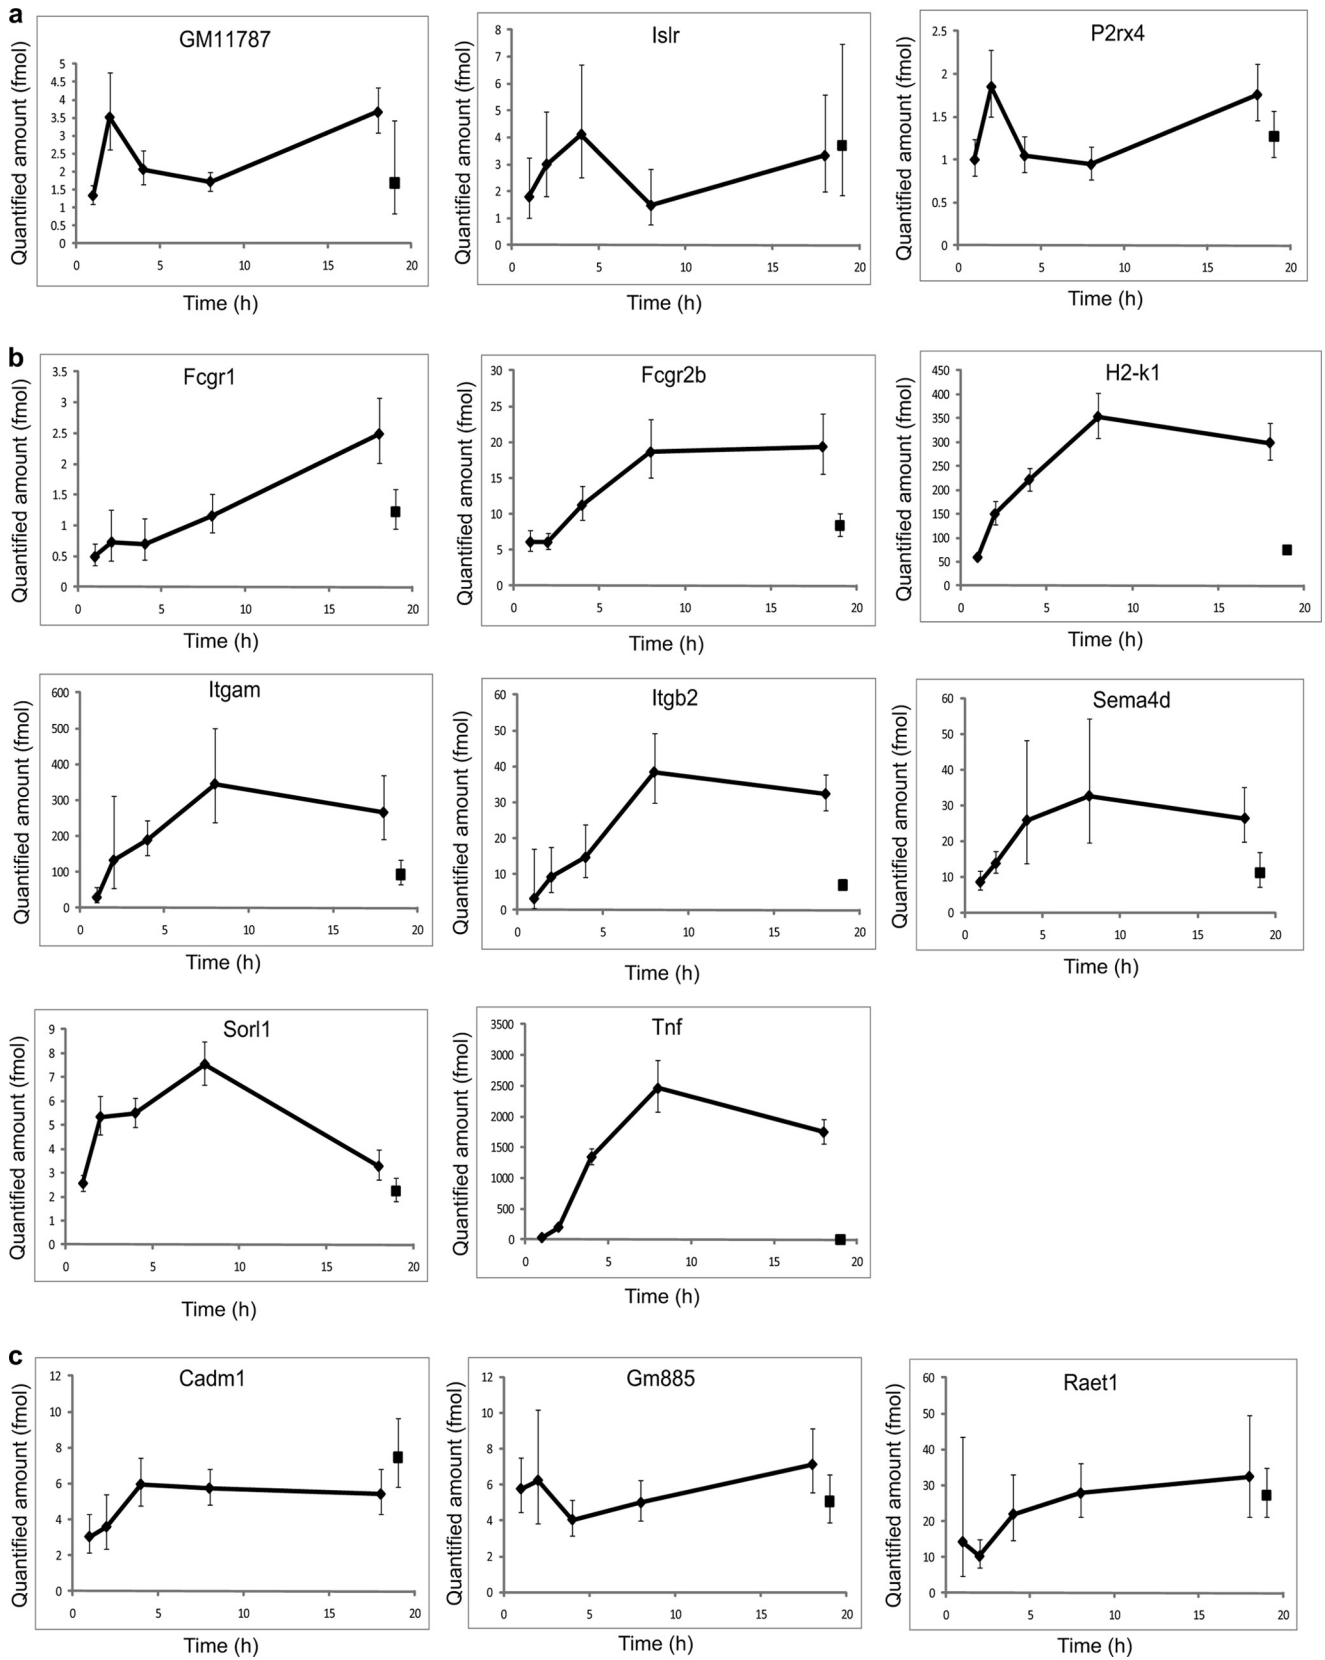 a
GM11787
Quantified amount (fmol)
5
4.5
4
3.5
3
2.5
2
1.5
1
0.5
0
0 5 10 15 20
Time (h)
Islr
Quantified amount (fmol)
8
7
6
5
4
3
2
1
0
0 5 10 15 20
Time (h)
P2rx4
Quantified amount (fmol)
2.5
2
1.5
1
0.5
0
0 5 10 15 20
Time (h)
b
Fcgr1
Quantified amount (fmol)
3.5
3
2.5
2
1.5
1
0.5
0
0 5 10 15 20
Time (h)
Fcgr2b
Quantified amount (fmol)
30
25
20
15
10
5
0
0 5 10 15 20
Time (h)
H2-k1
Quantified amount (fmol)
450
400
350
300
250
200
150
100
50
0
0 5 10 15 20
Time (h)
Itgam
Quantified amount (fmol)
600
500
400
300
200
100
0
0 5 10 15 20
Time (h)
Itgb2
Quantified amount (fmol)
60
50
40
30
20
10
0
0 5 10 15 20
Time (h)
Sema4d
Quantified amount (fmol)
60
50
40
30
20
10
0
0 5 10 15 20
Time (h)
Sorl1
Quantified amount (fmol)
9
8
7
6
5
4
3
2
1
0
0 5 10 15 20
Time (h)
Tnf
Quantified amount (fmol)
3500
3000
2500
2000
1500
1000
500
0
0 5 10 15 20
Time (h)
c
Cadm1
Quantified amount (fmol)
12
10
8
6
4
2
0
0 5 10 15 20
Time (h)
Gm885
Quantified amount (fmol)
12
10
8
6
4
2
0
0 5 10 15 20
Time (h)
Raet1
Quantified amount (fmol)
60
50
40
30
20
10
0
0 5 10 15 20
Time (h)